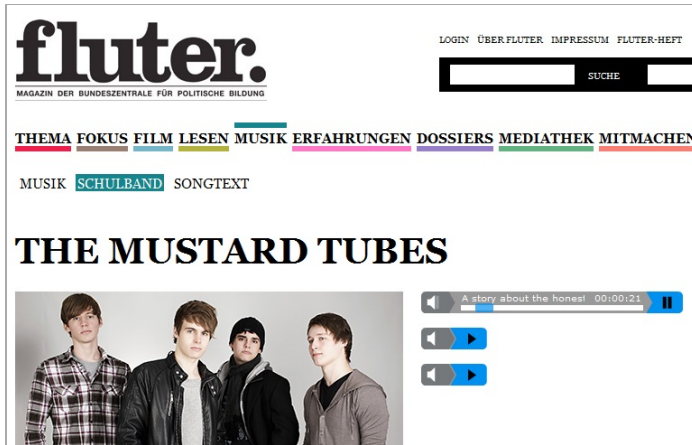 fluter.
MAGAZIN DER BUNDESZENTRALE FÜR POLITISCHE BILDUNG
LOGIN ÜBER FLUTER IMPRESSUM FLUTER-HEFT
SUCHE
THEMA FOKUS FILM LESEN MUSIK ERFAHRUNGEN DOSSIERS MEDIATHEK MITMACHEN
MUSIK SCHULBAND SONGTEXT
THE MUSTARD TUBES
A story about the hones! 00:00:21